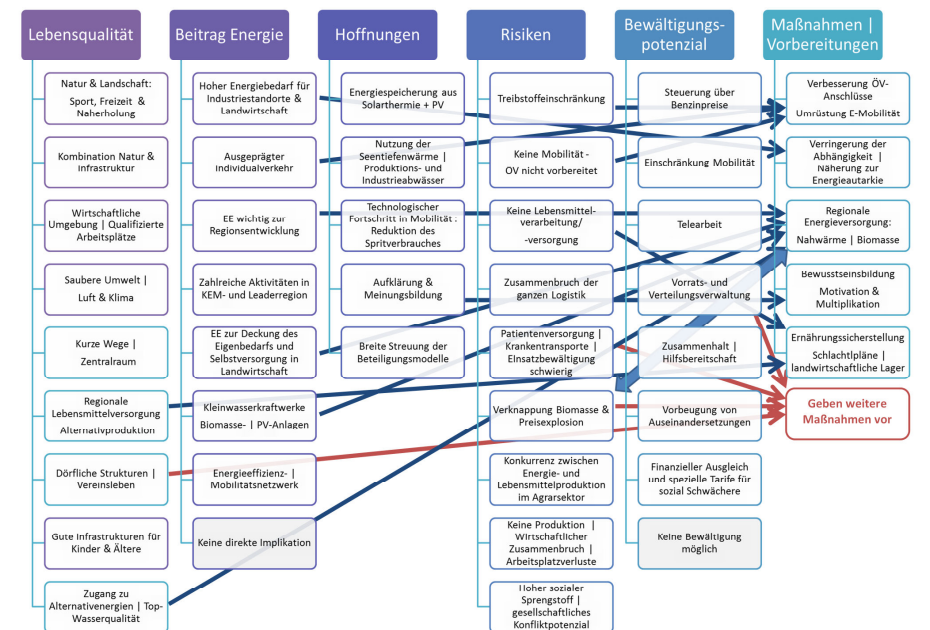 Lebensqualität
Natur & Landschaft:
Sport, Freizeit &
Naherholung
Kombination Natur &
Infrastruktur
Wirtschaftliche
Umgebung | Qualifizierte
Arbeitsplätze
Saubere Umwelt |
Luft & Klima
Kurze Wege |
Zentralraum
Regionale
Lebensmittelversorgung
Alternativproduktion
Dörfliche Strukturen |
Vereinsleben
Gute Infrastrukturen für
Kinder & Ältere
Zugang zu
Alternativenergien | Top-
Wasserqualität
Beitrag Energie
Hoher Energiebedarf für
Industriestandorte &
Landwirtschaft
Ausgeprägter
Individualverkehr
EE wichtig zur
Regionsentwicklung
Zahlreiche Aktivitäten in
KEM- und Leaderregion
EE zur Deckung des
Eigenbedarfs und
Selbstversorgung in
Landwirtschaft
Kleinwasserkraftwerke
Biomasse- | PV-Anlagen
Energieeffizienz- |
Mobilitätsnetzwerk
Keine direkte Implikation
Hoffnungen
Energiespeicherung aus
Solarthermie + PV
Nutzung der
Seentiefenwärme |
Produktions- und
Industrieabwässer
Technologischer
Fortschritt in Mobilität :
Reduktion des
Spritverbrauches
Aufklärung &
Meinungsbildung
Breite Streuung der
Beteiligungsmodelle
Risiken
Treibstoffeinschränkung
Keine Mobilität -
ÖV nicht vorbereitet
Keine Lebensmittel-
verarbeitung/
-versorgung
Zusammenbruch der
ganzen Logistik
Patientenversorgung |
Krankentransporte |
EInsatzbewältigung
schwierig
Verknappung Biomasse &
Preisexplosion
Konkurrenz zwischen
Energie- und
Lebensmittelproduktion
im Agrarsektor
Keine Produktion |
Wirtschaftlicher
Zusammenbruch |
Arbeitsplatzverluste
Hoher sozialer
Sprengstoff |
gesellschaftliches
Konfliktpotenzial
Bewältigungs-
potenzial
Steuerung über
Benzinpreise
Einschränkung Mobilität
Telearbeit
Vorrats- und
Verteilungsverwaltung
Zusammenhalt |
Hilfsbereitschaft
Vorbeugung von
Auseinandersetzungen
Finanzieller Ausgleich
und spezielle Tarife für
sozial Schwächere
Keine Bewältigung
möglich
Maßnahmen |
Vorbereitungen
Verbesserung ÖV-
Anschlüsse
Umrüstung E-Mobilität
Verringerung der
Abhängigkeit |
Näherung zur
Energieautarkie
Regionale
Energieversorgung:
Nahwärme | Biomasse
Bewusstseinsbildung
Motivation &
Multiplikation
Ernährungssicherstellung
Schlachtpläne |
landwirtschaftliche Lager
Geben weitere
Maßnahmen vor